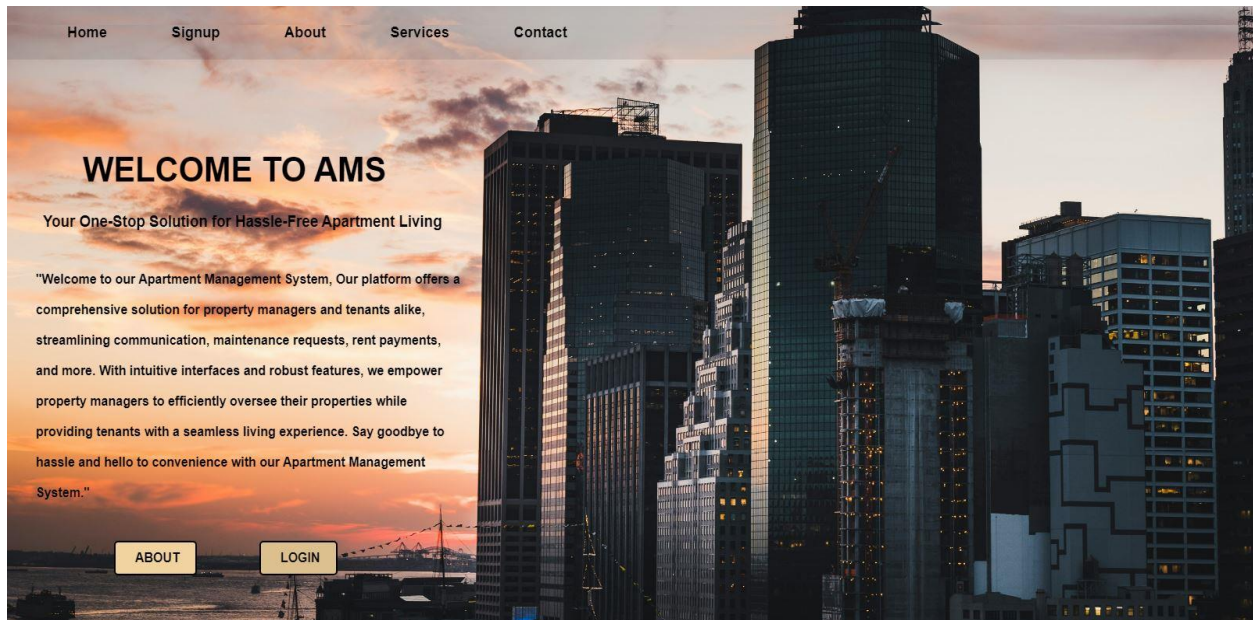 Home Signup About Services Contact
WELCOME TO AMS
Your One-Stop Solution for Hassle-Free Apartment Living
"Welcome to our Apartment Management System, Our platform offers a
comprehensive solution for property managers and tenants alike,
streamlining communication, maintenance requests, rent payments,
and more. With intuitive interfaces and robust features, we empower
property managers to efficiently oversee their properties while
providing tenants with a seamless living experience. Say goodbye to
hassle and hello to convenience with our Apartment Management
System."
ABOUT LOGIN